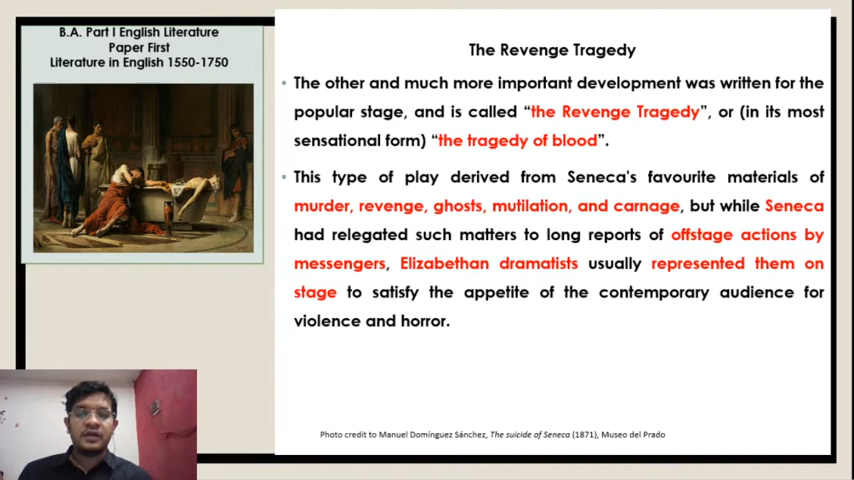 B.A. Part I English Literature
Paper First
Literature in English 1550-1750
The Revenge Tragedy
• The other and much more important development was written for the
popular stage, and is called “the Revenge Tragedy”, or (in its most
sensational form) “the tragedy of blood”.
• This type of play derived from Seneca's favourite materials of
murder, revenge, ghosts, mutilation, and carnage, but while Seneca
had relegated such matters to long reports of offstage actions by
messengers, Elizabethan dramatists usually represented them on
stage to satisfy the appetite of the contemporary audience for
violence and horror.
Photo credit to Manuel Domínguez Sánchez, The suicide of Seneca (1871), Museo del Prado